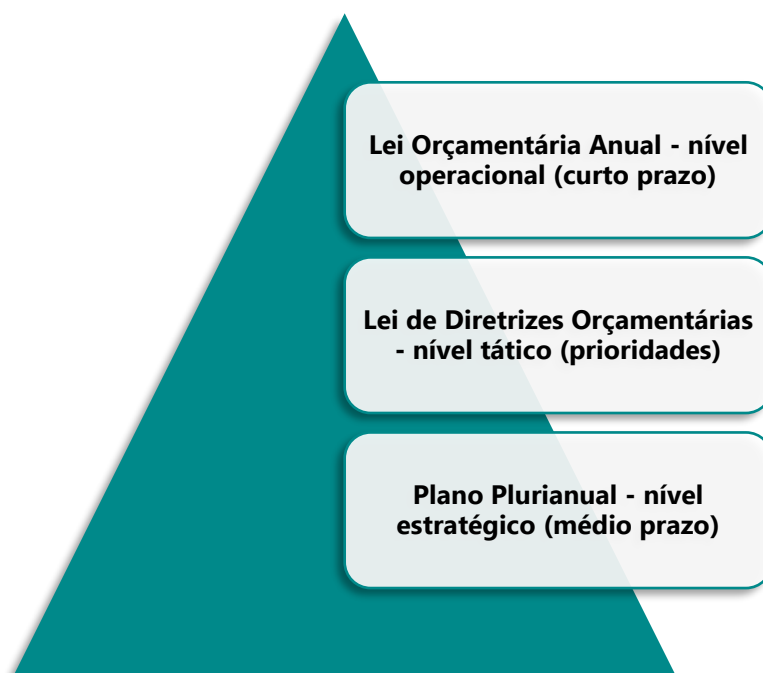 Lei Orçamentária Anual - nível
operacional (curto prazo)
Lei de Diretrizes Orçamentárias
- nível tático (prioridades)
Plano Plurianual - nível
estratégico (médio prazo)